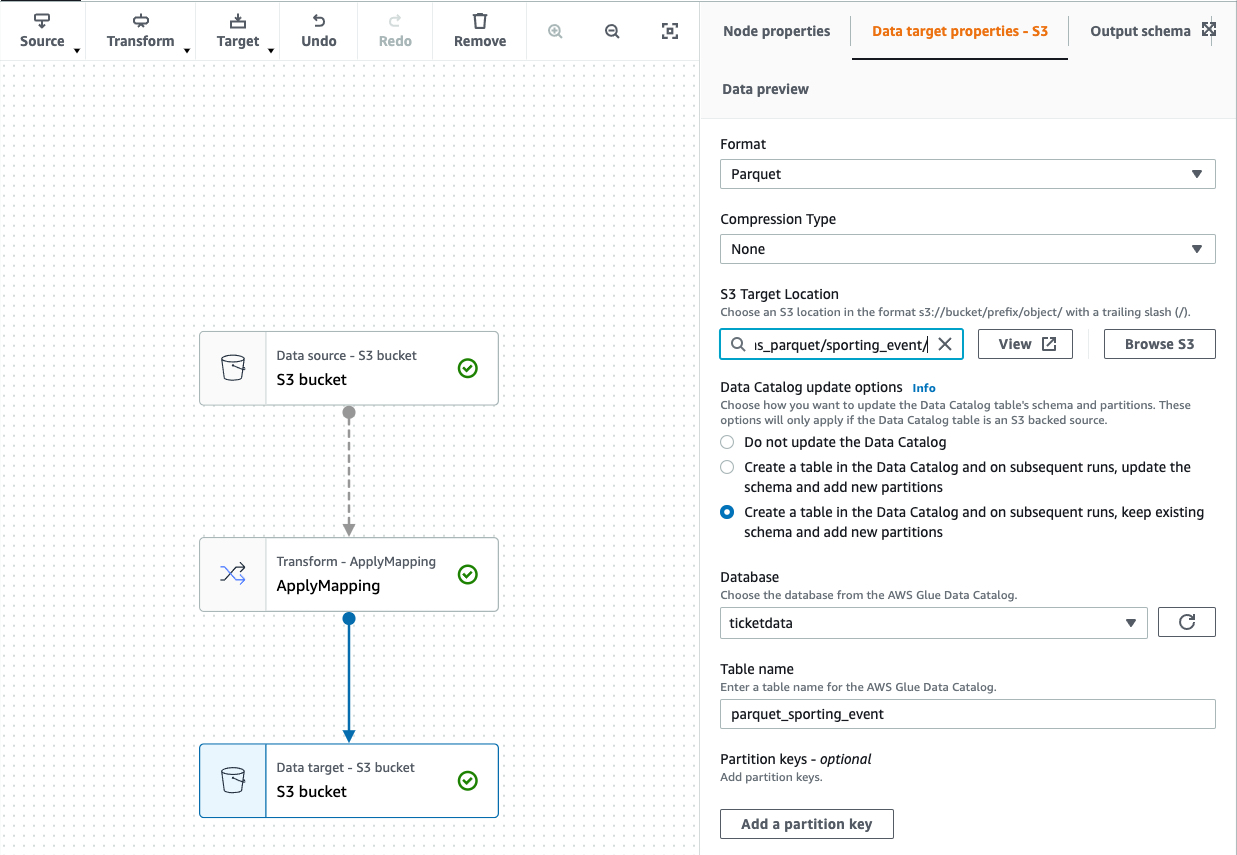 Source
Transform
Target
Undo
Redo
Remove
Node properties
Data target properties - S3
Output schema
Data preview
Data source - S3 bucket
S3 bucket
Transform - ApplyMapping
ApplyMapping
Data target - S3 bucket
S3 bucket
Format
Parquet
Compression Type
None
S3 Target Location
Choose an S3 location in the format s3://bucket/prefix/object/ with a trailing slash (/).
s_parquet/sporting_event/
View
Browse S3
Data Catalog update options Info
Choose how you want to update the Data Catalog table's schema and partitions. These
options will only apply if the Data Catalog table is an S3 backed source.
Do not update the Data Catalog
Create a table in the Data Catalog and on subsequent runs, update the
schema and add new partitions
Create a table in the Data Catalog and on subsequent runs, keep existing
schema and add new partitions
Database
Choose the database from the AWS Glue Data Catalog.
ticketdata
Table name
Enter a table name for the AWS Glue Data Catalog.
parquet_sporting_event
Partition keys - optional
Add partition keys.
Add a partition key